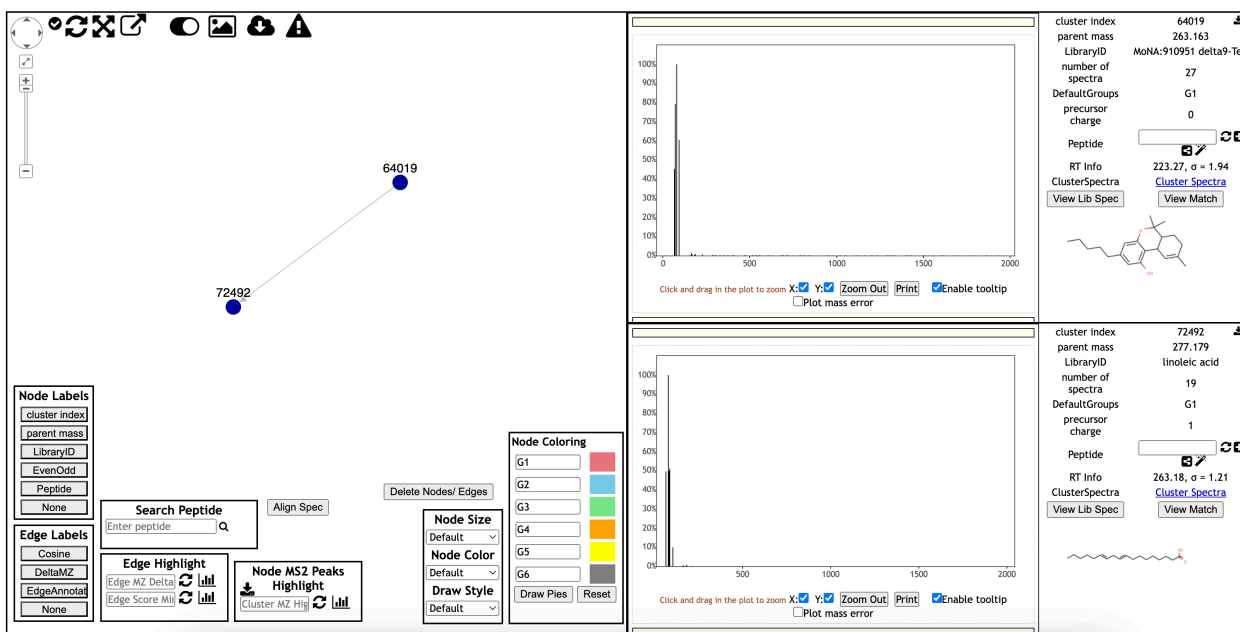 64019
72492
Node Labels
cluster index
parent mass
LibraryID
EvenOdd
Peptide
None
Edge Labels
Cosine
DeltaMZ
EdgeAnnotat
None
Search Peptide
Enter peptide
Align Spec
Edge Highlight
Edge MZ Delta
Edge Score Min
Node MS2 Peaks
Highlight
Cluster MZ Hig
Delete Nodes/ Edges
Node Size
Default
Node Color
Default
Draw Style
Default
Node Coloring
G1
G2
G3
G4
G5
G6
Draw Pies Reset
100%
90%
80%
70%
60%
50%
40%
30%
20%
10%
0%
0 500 1000 1500 2000
Click and drag in the plot to zoom X: Y: Zoom Out Print Enable tooltip
Plot mass error
cluster index 64019
parent mass 263.163
LibraryID MoNA:910951 delta9-Te
number of
spectra 27
DefaultGroups G1
precursor
charge 0
Peptide
RT Info 223.27, σ = 1.94
ClusterSpectra Cluster Spectra
View Lib Spec View Match
O
OH
100%
90%
80%
70%
60%
50%
40%
30%
20%
10%
0%
500 1000 1500 2000
Click and drag in the plot to zoom X: Y: Zoom Out Print Enable tooltip
Plot mass error
cluster index 72492
parent mass 277.179
LibraryID linoleic acid
number of
spectra 19
DefaultGroups G1
precursor
charge 1
Peptide
RT Info 263.18, σ = 1.21
ClusterSpectra Cluster Spectra
View Lib Spec View Match
OH
O